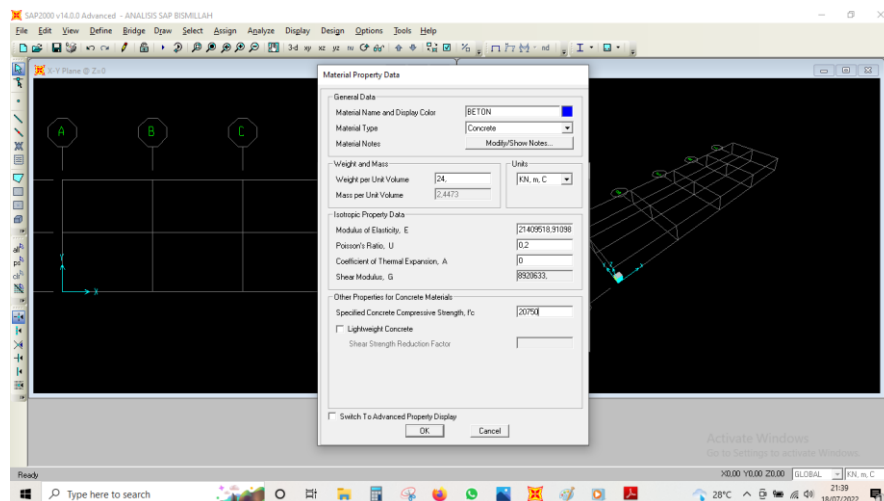 SAP2000 v14.0.0 Advanced - ANALISIS SAP BISMILLAH
File Edit View Define Bridge Draw Select Assign Analyze Display Design Options Tools Help
3-d xy xz yz nv
nd
X-Y Plane @ Z=0
A B C
Y
X
Material Property Data
General Data
Material Name and Display Color BETON
Material Type Concrete
Material Notes Modify/Show Notes...
Weight and Mass Units
Weight per Unit Volume 24, KN, m, C
Mass per Unit Volume 2,4473
Isotropic Property Data
Modulus of Elasticity, E 21409518,91098
Poisson's Ratio, U 0,2
Coefficient of Thermal Expansion, A 0
Shear Modulus, G 8920633,
Other Properties for Concrete Materials
Specified Concrete Compressive Strength, f'c 20750
Lightweight Concrete
Shear Strength Reduction Factor
Switch To Advanced Property Display
OK Cancel
Activate Windows
Go to Settings to activate Windows.
Ready X0,00 Y0,00 Z0,00 GLOBAL KN, m, C
Type here to search 28°C 21:39
18/07/2022